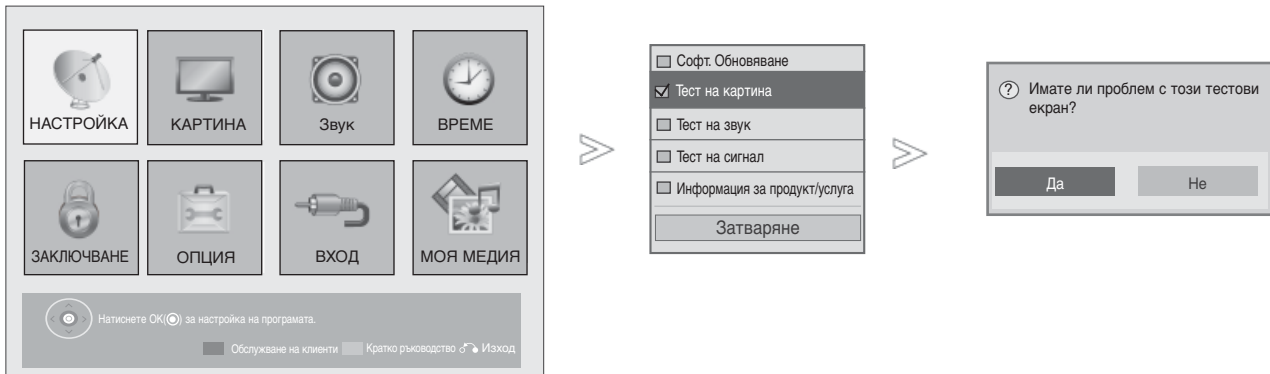 НАСТРОЙКА
КАРТИНА
Звук
ВРЕМЕ
ЗАКЛЮЧВАНЕ
ОПЦИЯ
ВХОД
МОЯ МЕДИЯ
Натиснете OK(◉) за настройка на програмата.
Обслужване на клиенти Кратко ръководство Изход
Софт. Обновяване
Тест на картина
Тест на звук
Тест на сигнал
Информация за продукт/услуга
Затваряне
? Имате ли проблем с този тестови
екран?
Да
Не